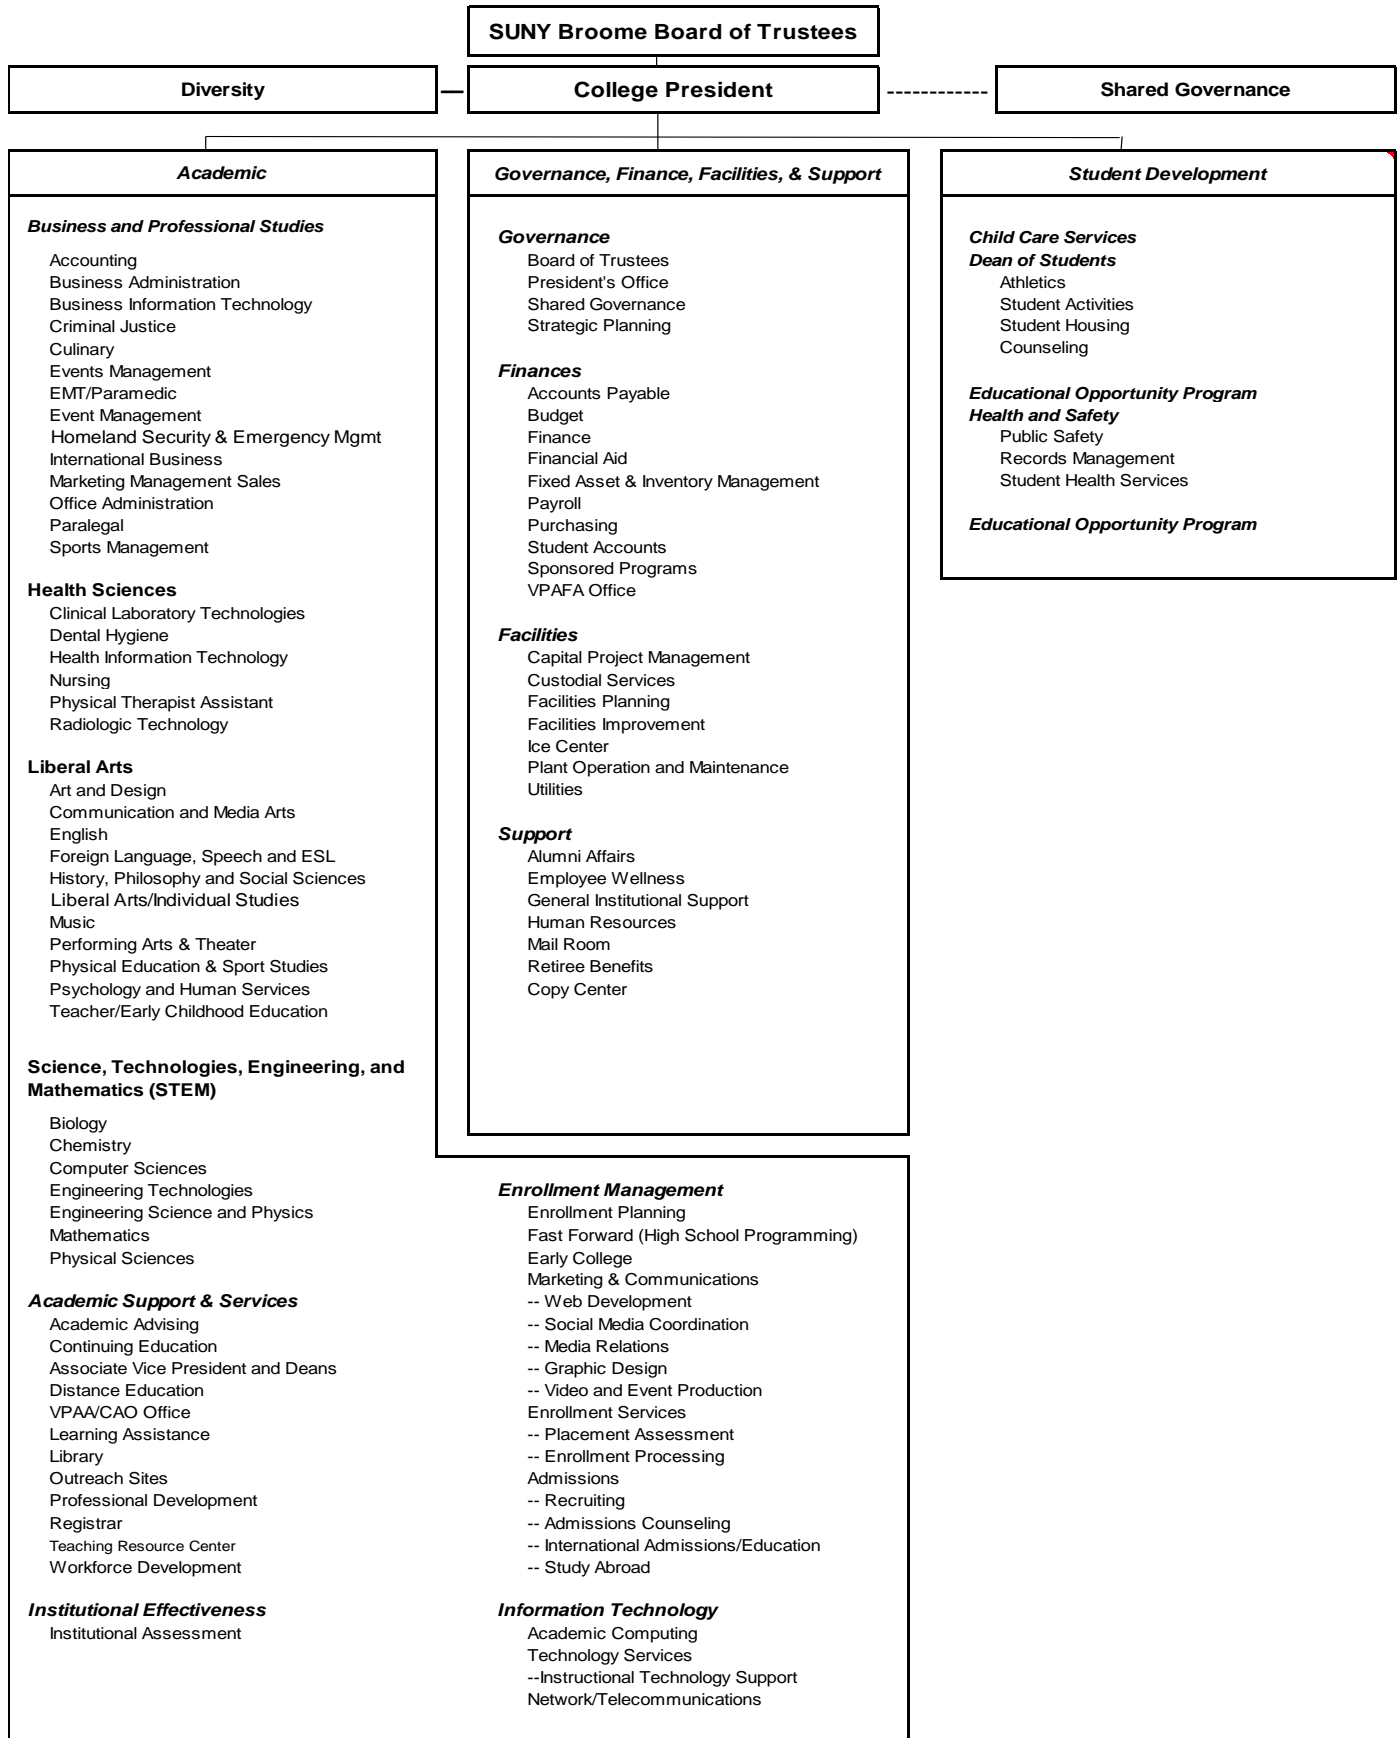 SUNY Broome Board of Trustees
Diversity
College President
Shared Governance
Academic
Business and Professional Studies
Accounting
Business Administration
Business Information Technology
Criminal Justice
Culinary
Events Management
EMT/Paramedic
Event Management
Homeland Security & Emergency Mgmt
International Business
Marketing Management Sales
Office Administration
Paralegal
Sports Management
Health Sciences
Clinical Laboratory Technologies
Dental Hygiene
Health Information Technology
Nursing
Physical Therapist Assistant
Radiologic Technology
Liberal Arts
Art and Design
Communication and Media Arts
English
Foreign Language, Speech and ESL
History, Philosophy and Social Sciences
Liberal Arts/Individual Studies
Music
Performing Arts & Theater
Physical Education & Sport Studies
Psychology and Human Services
Teacher/Early Childhood Education
Science, Technologies, Engineering, and
Mathematics (STEM)
Biology
Chemistry
Computer Sciences
Engineering Technologies
Engineering Science and Physics
Mathematics
Physical Sciences
Academic Support & Services
Academic Advising
Continuing Education
Associate Vice President and Deans
Distance Education
VPAA/CAO Office
Learning Assistance
Library
Outreach Sites
Professional Development
Registrar
Teaching Resource Center
Workforce Development
Institutional Effectiveness
Institutional Assessment
Governance, Finance, Facilities, & Support
Governance
Board of Trustees
President's Office
Shared Governance
Strategic Planning
Finances
Accounts Payable
Budget
Finance
Financial Aid
Fixed Asset & Inventory Management
Payroll
Purchasing
Student Accounts
Sponsored Programs
VPAFA Office
Facilities
Capital Project Management
Custodial Services
Facilities Planning
Facilities Improvement
Ice Center
Plant Operation and Maintenance
Utilities
Support
Alumni Affairs
Employee Wellness
General Institutional Support
Human Resources
Mail Room
Retiree Benefits
Copy Center
Enrollment Management
Enrollment Planning
Fast Forward (High School Programming)
Early College
Marketing & Communications
-- Web Development
-- Social Media Coordination
-- Media Relations
-- Graphic Design
-- Video and Event Production
Enrollment Services
-- Placement Assessment
-- Enrollment Processing
Admissions
-- Recruiting
-- Admissions Counseling
-- International Admissions/Education
-- Study Abroad
Information Technology
Academic Computing
Technology Services
--Instructional Technology Support
Network/Telecommunications
Student Development
Child Care Services
Dean of Students
Athletics
Student Activities
Student Housing
Counseling
Educational Opportunity Program
Health and Safety
Public Safety
Records Management
Student Health Services
Educational Opportunity Program